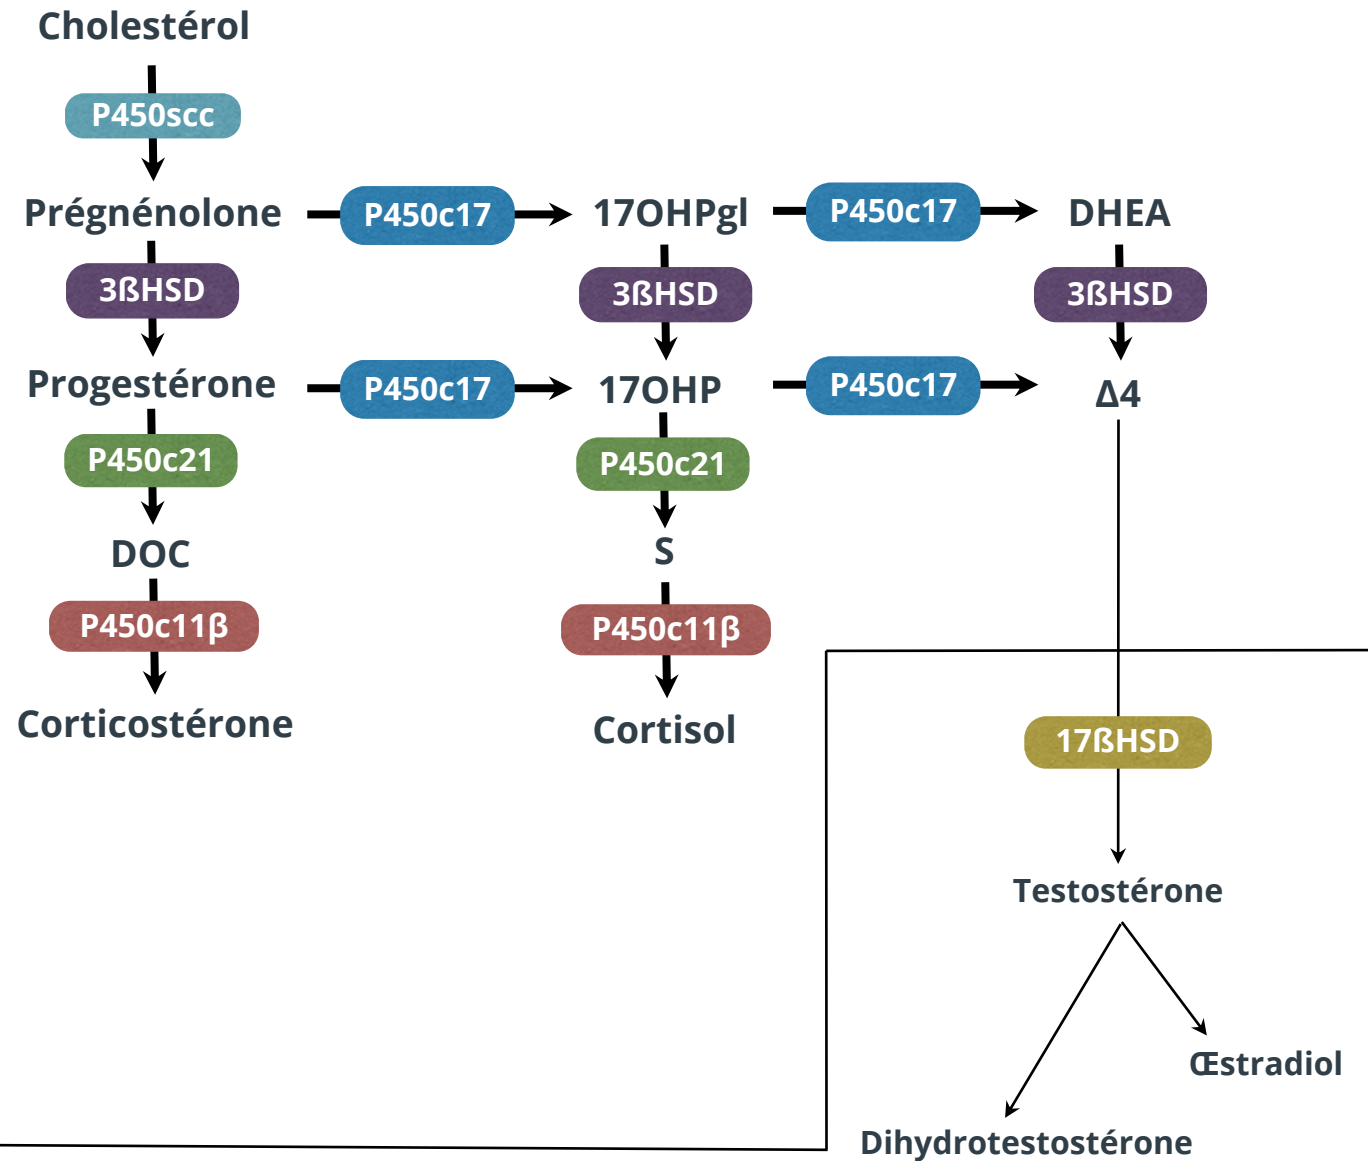 Cholestérol
P450scc
Prégnénolone
P450c17
17OHPgl
P450c17
DHEA
3ßHSD
3ßHSD
3ßHSD
Progestérone
P450c17
17OHP
P450c17
Δ4
P450c21
P450c21
DOC
S
P450c11β
P450c11β
Corticostérone
Cortisol
17ßHSD
Testostérone
Œstradiol
Dihydrotestostérone